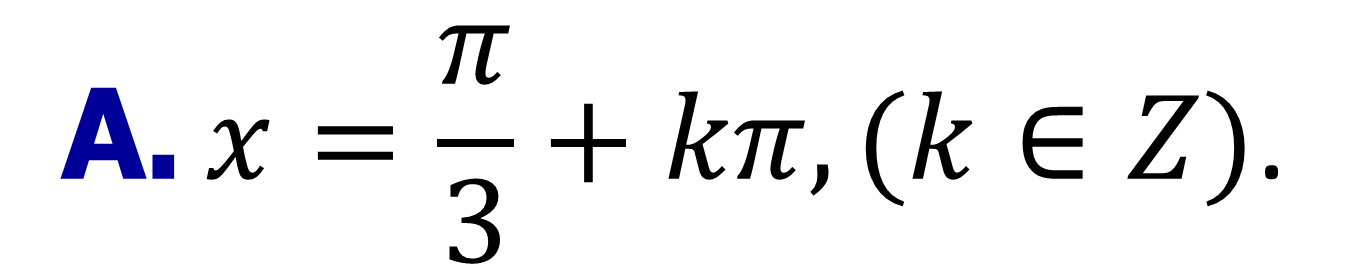 A. x = π/3 + kπ, (k ∈ Z).